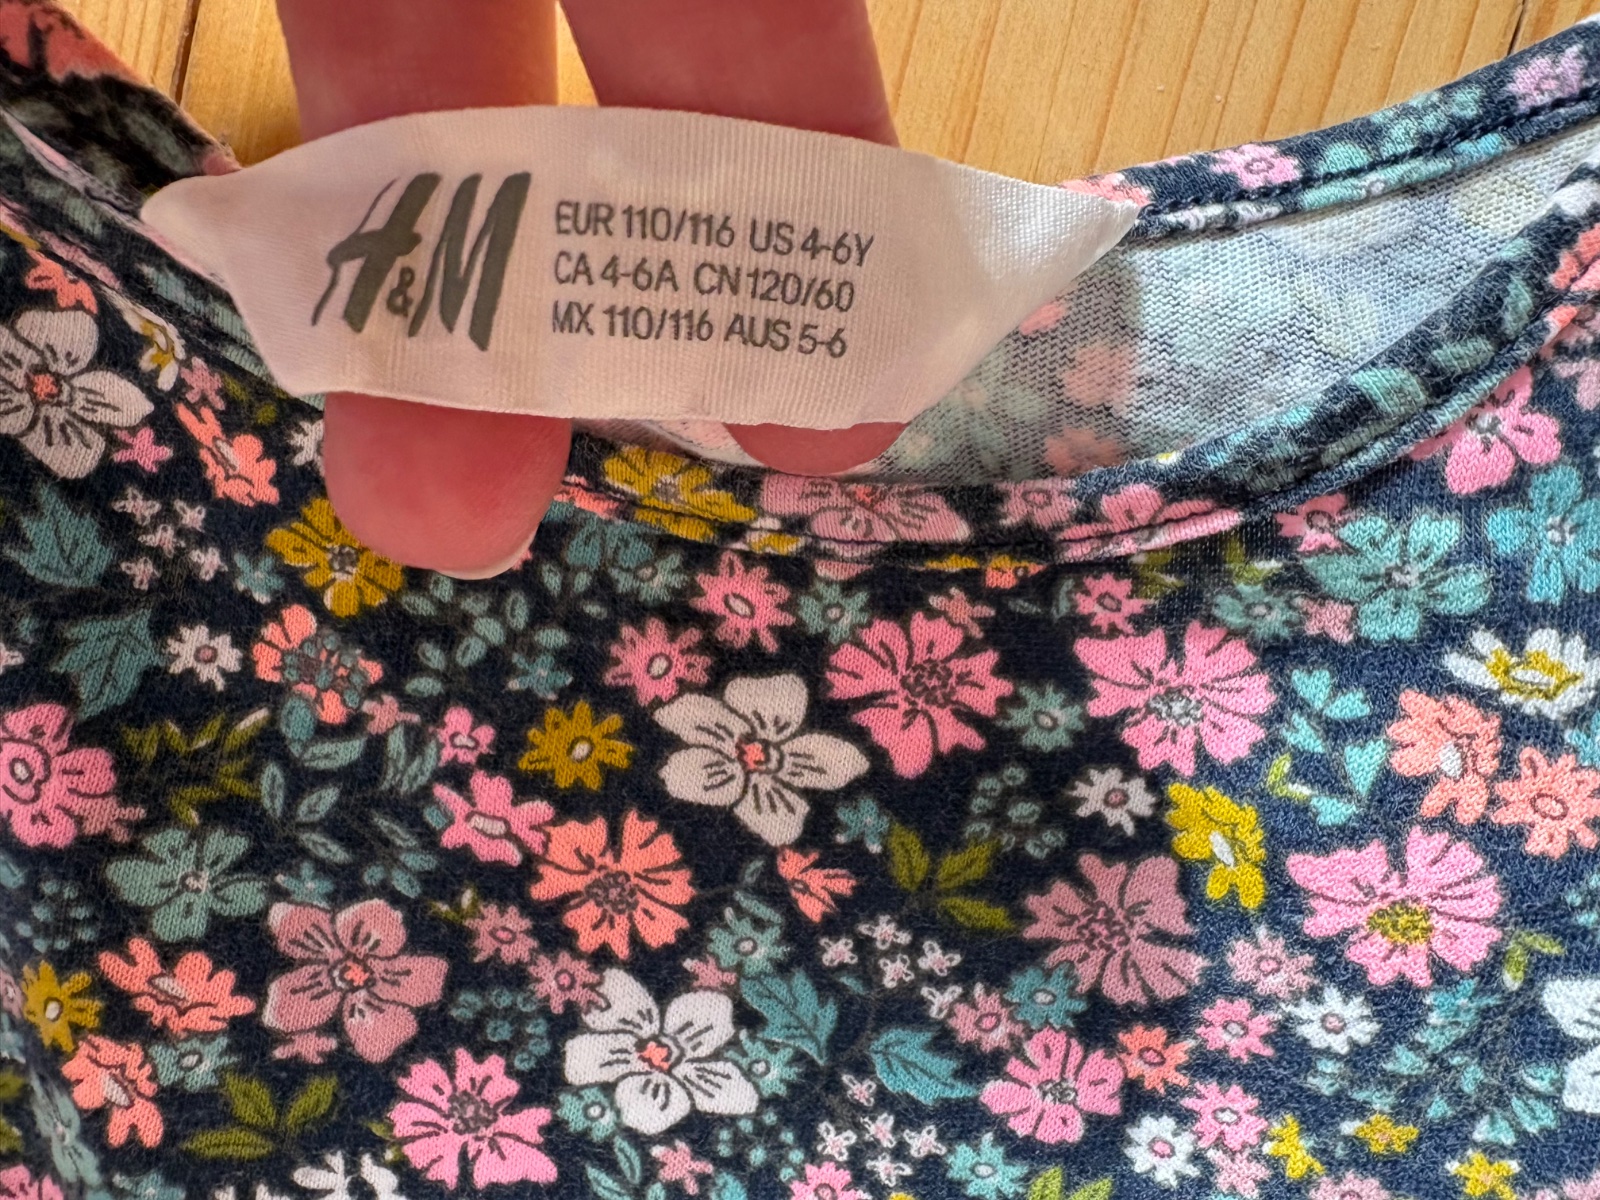 H&M
EUR 110/116 US 4-6Y
CA 4-6A CN 120/60
MX 110/116 AUS 5-6